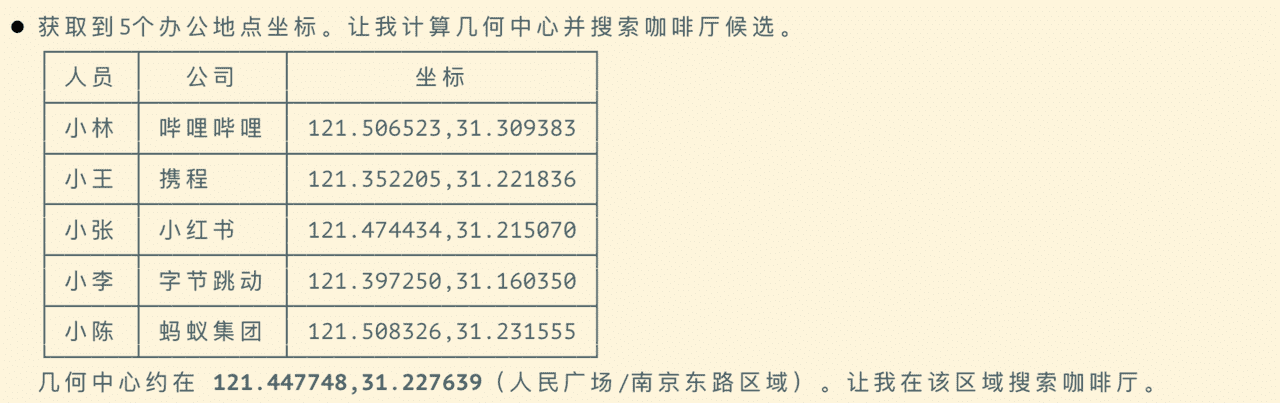 ● 获取到5个办公地点坐标。让我计算几何中心并搜索咖啡厅候选。
人员 公司 坐标
小林 哔哩哔哩 121.506523,31.309383
小王 携程 121.352205,31.221836
小张 小红书 121.474434,31.215070
小李 字节跳动 121.397250,31.160350
小陈 蚂蚁集团 121.508326,31.231555
几何中心约在 121.447748,31.227639（人民广场/南京东路区域）。让我在该区域搜索咖啡厅。